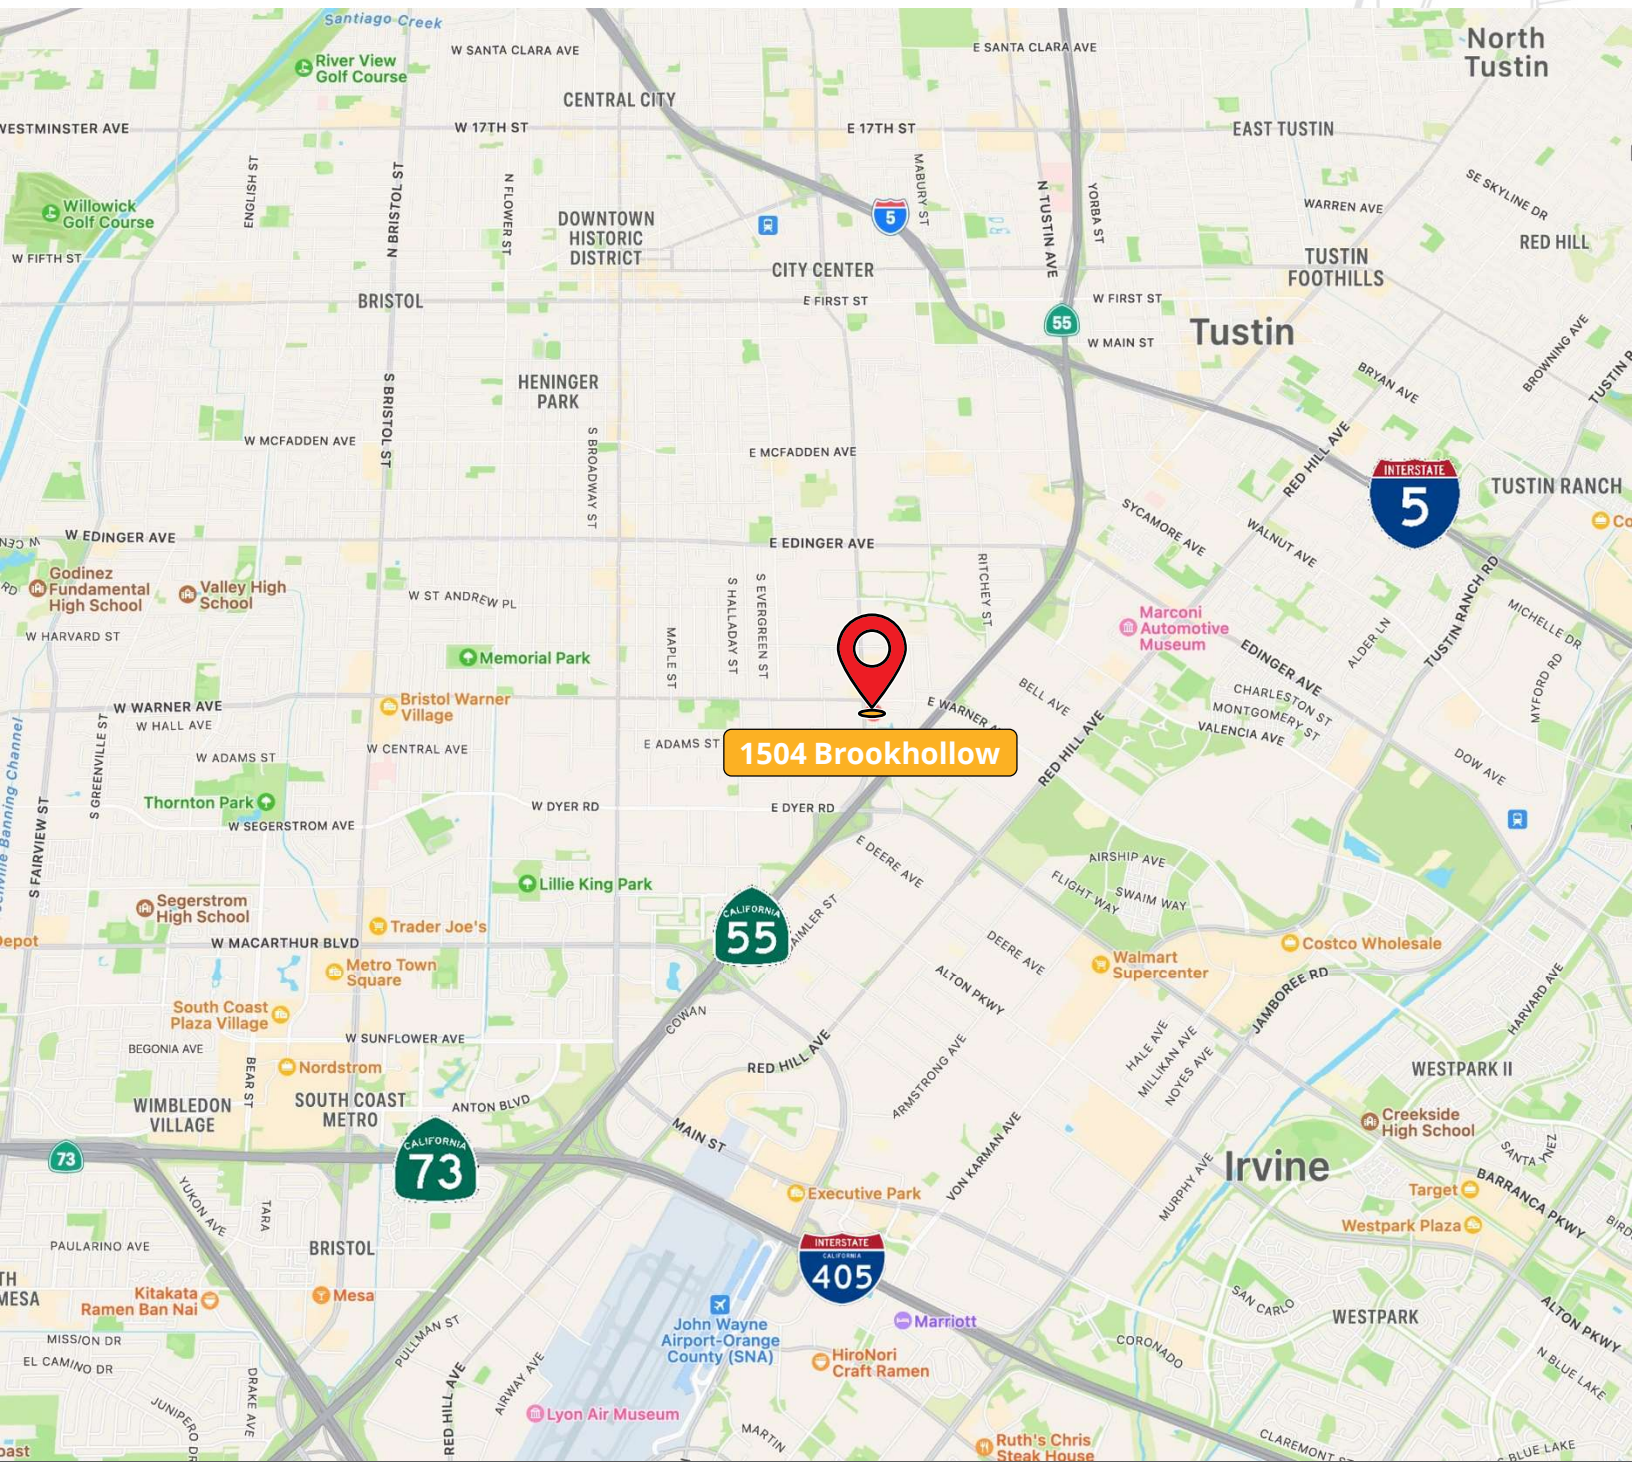 Santiago Creek
North
Tustin
River View
Golf Course
W SANTA CLARA AVE
E SANTA CLARA AVE
CENTRAL CITY
WESTMINSTER AVE
W 17TH ST
E 17TH ST
EAST TUSTIN
ENGLISH ST
N BRISTOL ST
N FLOWER ST
MABURY ST
N TUSTIN AVE
YORBA ST
SE SKYLINE DR
Willowick
Golf Course
WARREN AVE
DOWNTOWN
HISTORIC
DISTRICT
5
RED HILL
W FIFTH ST
CITY CENTER
TUSTIN
FOOTHILLS
BRISTOL
E FIRST ST
W FIRST ST
55
Tustin
W MAIN ST
BROWNING AVE
BRYAN AVE
HENINGER
PARK
S BRISTOL ST
W MCFADDEN AVE
S BROADWAY ST
E MCFADDEN AVE
RED HILL AVE
INTERSTATE
5
TUSTIN RANCH
Co
SYCAMORE AVE
WALNUT AVE
W EDINGER AVE
E EDINGER AVE
W CEN
RD
Godinez
Fundamental
High School
Valley High
School
W ST ANDREW PL
S HALLADAY ST
S EVERGREEN ST
RITCHEY ST
TUSTIN RANCH RD
MICHELLE DR
Marconi
Automotive
Museum
ALDER LN
W HARVARD ST
MAPLE ST
Memorial Park
EDINGER AVE
MYFORD RD
Bristol Warner
Village
BELL AVE
CHARLESTON ST
MONTGOMERY ST
VALENCIA AVE
W WARNER AVE
E WARNER A
W HALL AVE
S GREENVILLE ST
W ADAMS ST
W CENTRAL AVE
E ADAMS ST
1504 Brookhollow
RED HILL AVE
DOW AVE
Thornton Park
W DYER RD
E DYER RD
W SEGERSTROM AVE
S FAIRVIEW ST
enville Banning Channel
E DEERE AVE
AIRSHIP AVE
FLIGHT WAY
SWAIM WAY
Lillie King Park
Segerstrom
High School
CALIFORNIA
55
AIMLER ST
Trader Joe's
Depot
W MACARTHUR BLVD
DEERE AVE
Costco Wholesale
Walmart
Supercenter
Metro Town
Square
ALTON PKWY
JAMBOREE RD
HARVARD AVE
South Coast
Plaza Village
COWAN
W SUNFLOWER AVE
RED HILL AVE
BEGONIA AVE
HALE AVE
MILLIKAN AVE
NOYES AVE
ARMSTRONG AVE
BEAR ST
Nordstrom
WESTPARK II
WIMBLEDON
VILLAGE
SOUTH COAST
METRO
ANTON BLVD
Creekside
High School
MAIN ST
SANTA YNEZ
CALIFORNIA
73
73
VON KARMAN AVE
MURPHY AVE
Irvine
Target
BARRANCA PKWY
YUKON AVE
TARA
Executive Park
Westpark Plaza
BIRD
PAULARINO AVE
BRISTOL
INTERSTATE
CALIFORNIA
405
TH
MESA
Kitakata
Ramen Ban Nai
Mesa
SAN CARLO
WESTPARK
ALTON PKWY
John Wayne
Airport-Orange
County (SNA)
Marriott
PULLMAN ST
MISSION DR
CORONADO
EL CAMINO DR
HiroNori
Craft Ramen
N BLUE LAKE
DRAKE AVE
RED HILL AVE
AIRWAY AVE
JUNIPERO DR
Lyon Air Museum
MARTIN
Ruth's Chris
Steak House
CLAREMONT ST
S BLUE LAKE
oast